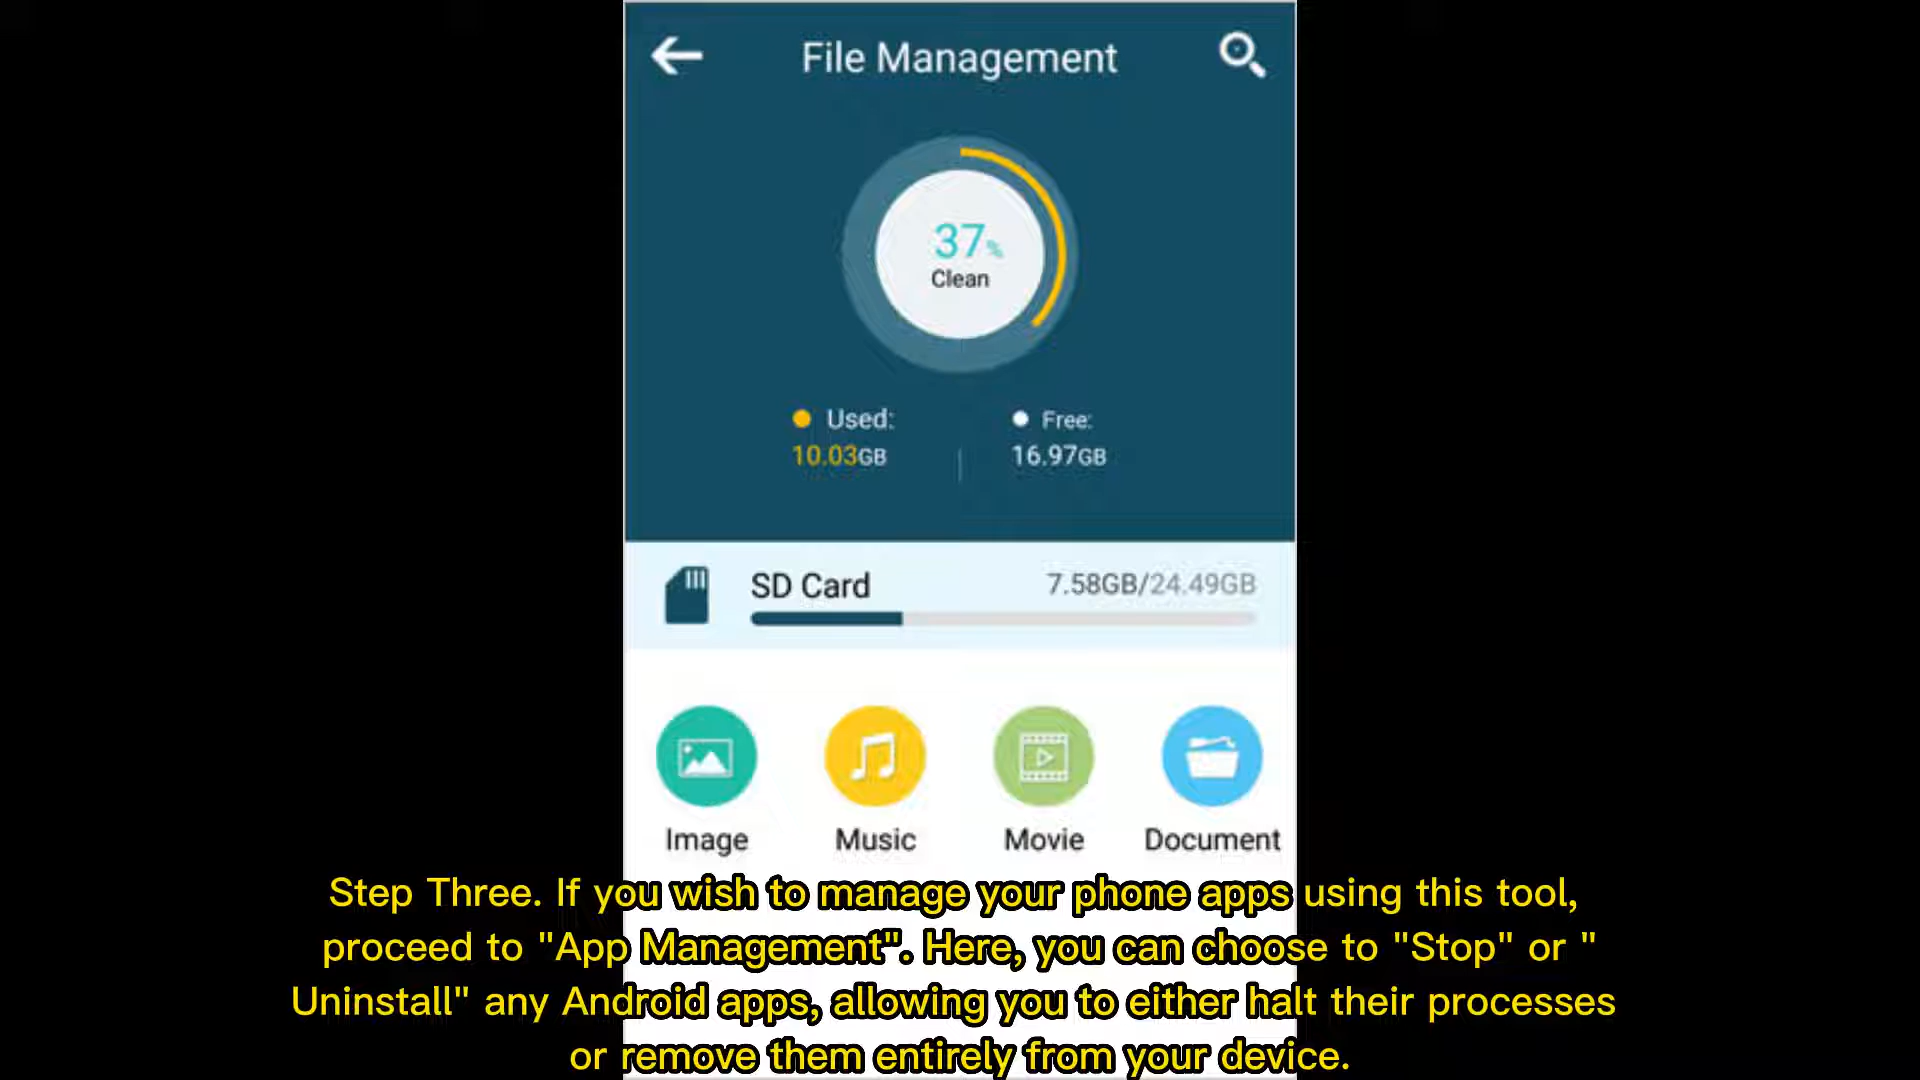 File Management
37%
Clean
Used:
10.03GB
Free:
16.97GB
SD Card
7.58GB/24.49GB
Image
Music
Movie
Document
Step Three. If you wish to manage your phone apps using this tool,
proceed to "App Management". Here, you can choose to "Stop" or "
Uninstall" any Android apps, allowing you to either halt their processes
or remove them entirely from your device.